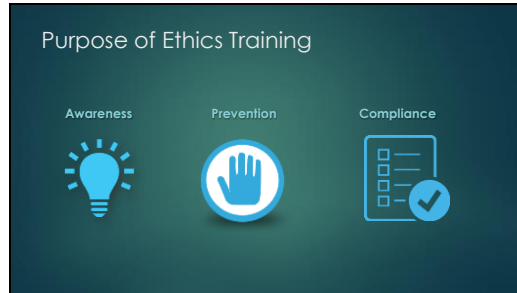 Purpose of Ethics Training
Awareness
Prevention
Compliance